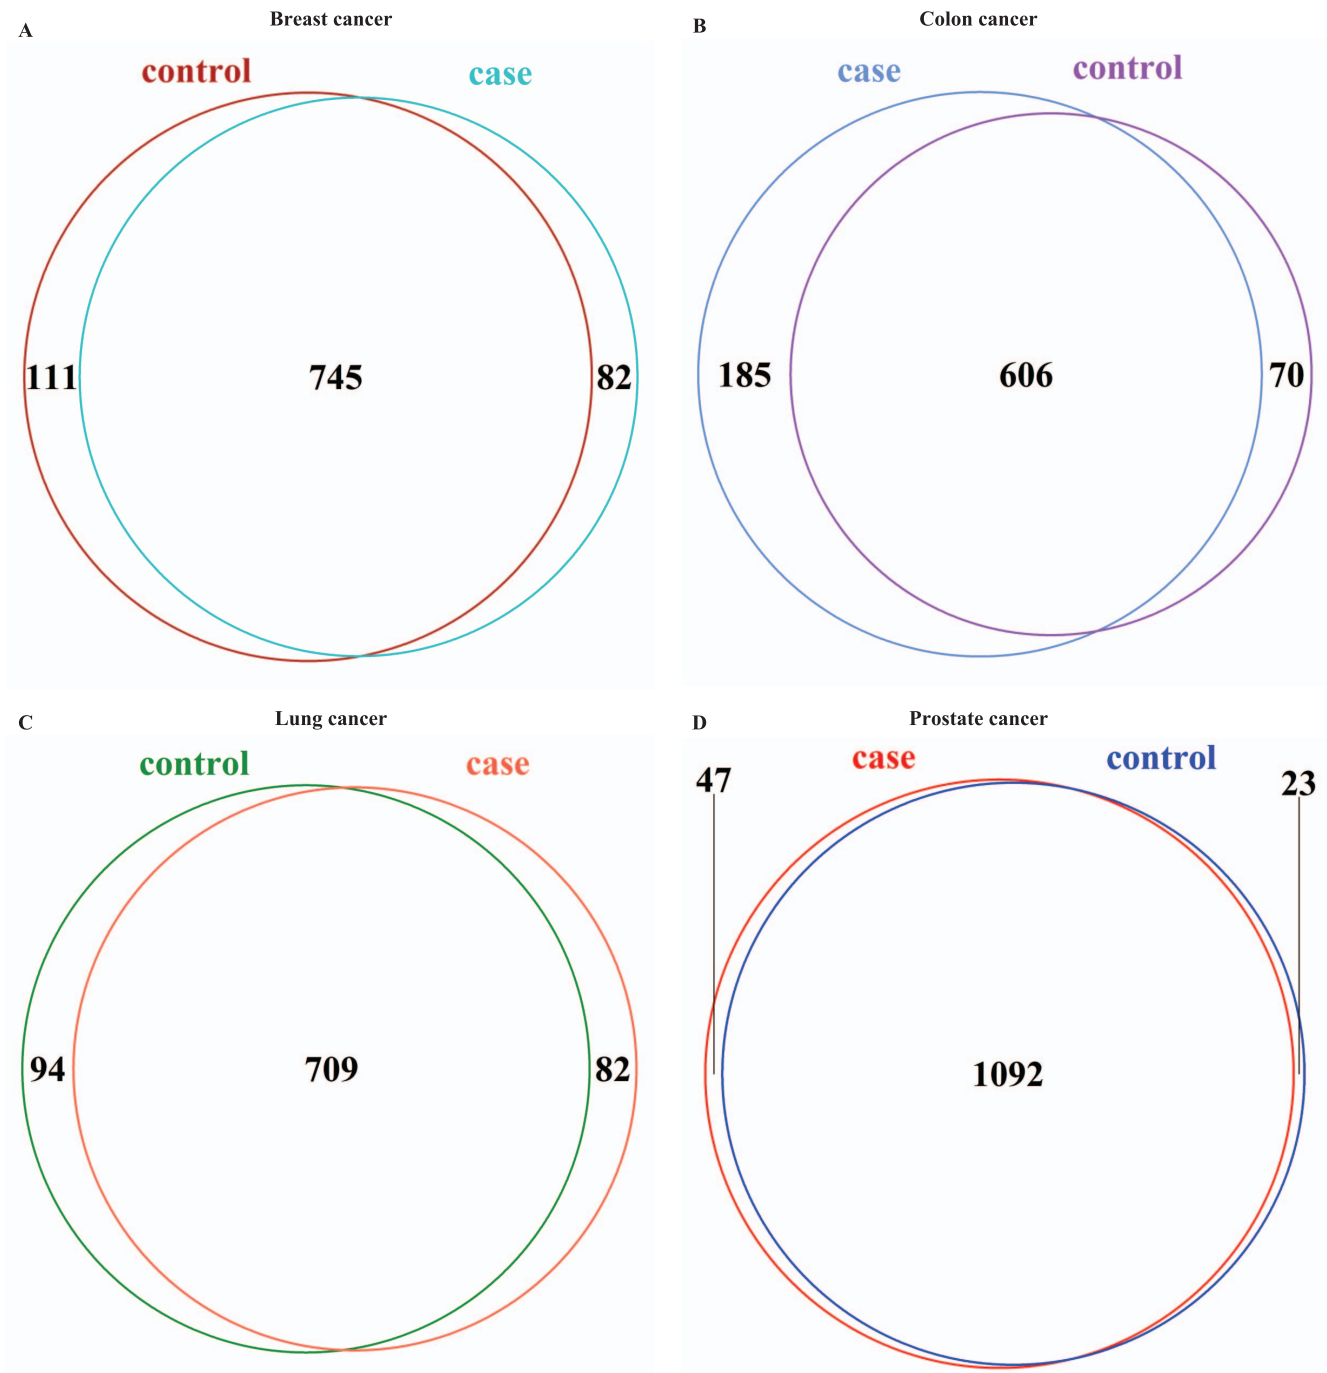 A
Breast cancer
control
case
111
745
82
B
Colon cancer
case
control
185
606
70
C
Lung cancer
control
case
94
709
82
D
Prostate cancer
case
control
47
23
1092